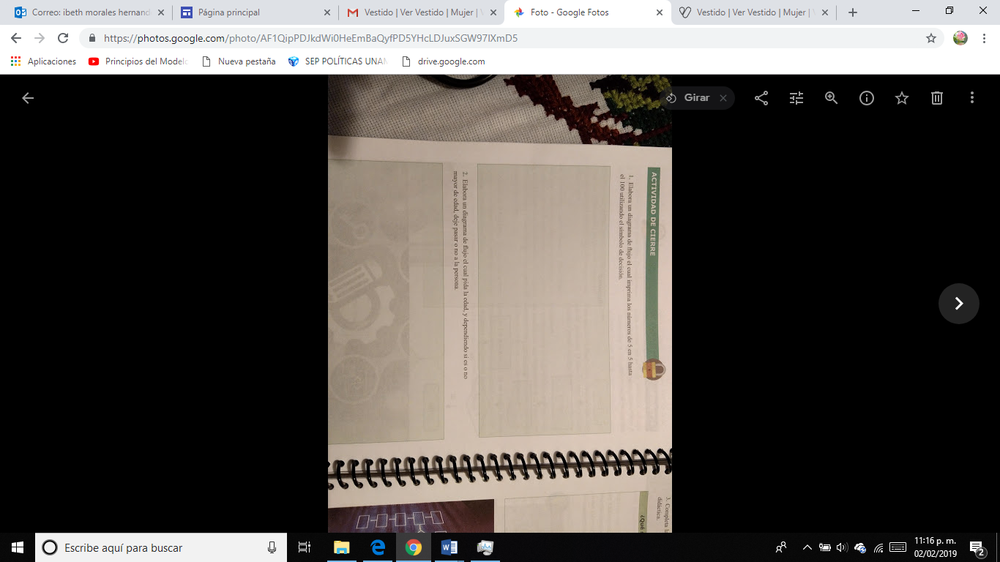 Correo: ibeth morales hernand
Página principal
Vestido | Ver Vestido | Mujer |
Foto - Google Fotos
Vestido | Ver Vestido | Mujer |
https://photos.google.com/photo/AF1QipPDJkdWi0HeEmBaQyfPD5YHcLDJuxSGW97lXmD5
Aplicaciones
Principios del Modelo
Nueva pestaña
SEP POLÍTICAS UNAM
drive.google.com
Girar
ACTIVIDAD DE CIERRE
1. Elabora un diagrama de flujo el cual imprima los números de 5 en 5 hasta
el 100 utilizando el símbolo de decisión.
2. Elabora un diagrama de flujo el cual pida la edad, y dependiendo si es o no
mayor de edad, deje pasar o no a la persona.
3. Completa
didáctica.
¿Qué
Escribe aquí para buscar
11:16 p. m.
02/02/2019
2